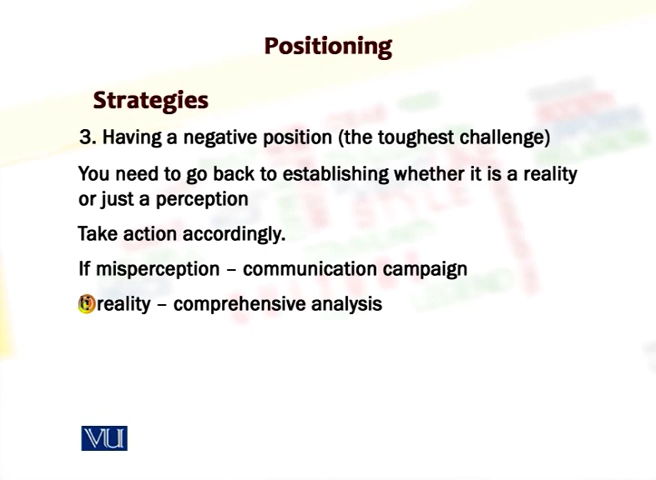 Positioning
Strategies
3. Having a negative position (the toughest challenge)
You need to go back to establishing whether it is a reality
or just a perception
Take action accordingly.
If misperception – communication campaign
reality – comprehensive analysis
VU